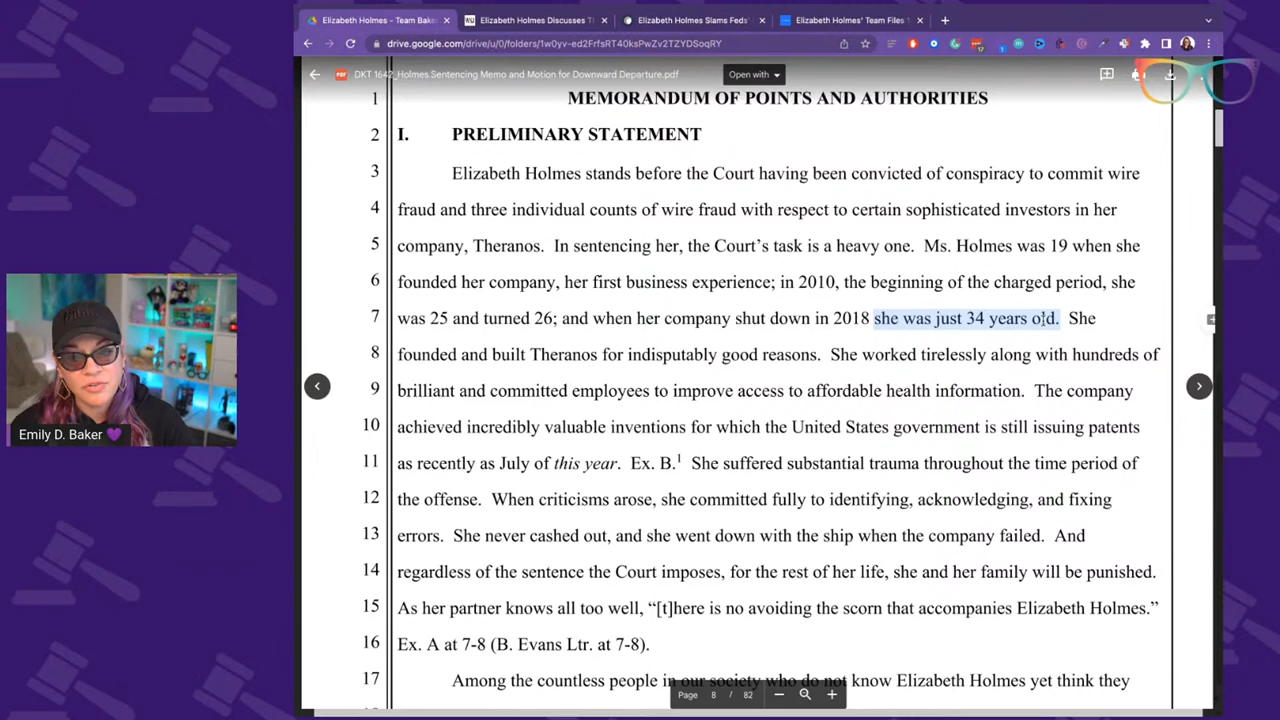 Elizabeth Holmes - Team Bake
Elizabeth Holmes Discusses T
Elizabeth Holmes Slams Feds'
Elizabeth Holmes' Team Files
drive.google.com/drive/u/0/folders/1w0yv-ed2FrfsRT40ksPwZv2TZYDSoqRY
PDF DKT 1642_Holmes Sentencing Memo and Motion for Downward Departure.pdf
Open with
1 MEMORANDUM OF POINTS AND AUTHORITIES
2 I. PRELIMINARY STATEMENT
3 Elizabeth Holmes stands before the Court having been convicted of conspiracy to commit wire
4 fraud and three individual counts of wire fraud with respect to certain sophisticated investors in her
5 company, Theranos. In sentencing her, the Court's task is a heavy one. Ms. Holmes was 19 when she
6 founded her company, her first business experience; in 2010, the beginning of the charged period, she
7 was 25 and turned 26; and when her company shut down in 2018 she was just 34 years old. She
8 founded and built Theranos for indisputably good reasons. She worked tirelessly along with hundreds of
9 brilliant and committed employees to improve access to affordable health information. The company
10 achieved incredibly valuable inventions for which the United States government is still issuing patents
11 as recently as July of this year. Ex. B.1 She suffered substantial trauma throughout the time period of
12 the offense. When criticisms arose, she committed fully to identifying, acknowledging, and fixing
13 errors. She never cashed out, and she went down with the ship when the company failed. And
14 regardless of the sentence the Court imposes, for the rest of her life, she and her family will be punished.
15 As her partner knows all too well, "[t]here is no avoiding the scorn that accompanies Elizabeth Holmes."
16 Ex. A at 7-8 (B. Evans Ltr. at 7-8).
17 Among the countless people in our society who do not know Elizabeth Holmes yet think they
Page 8 / 82
Emily D. Baker 💜